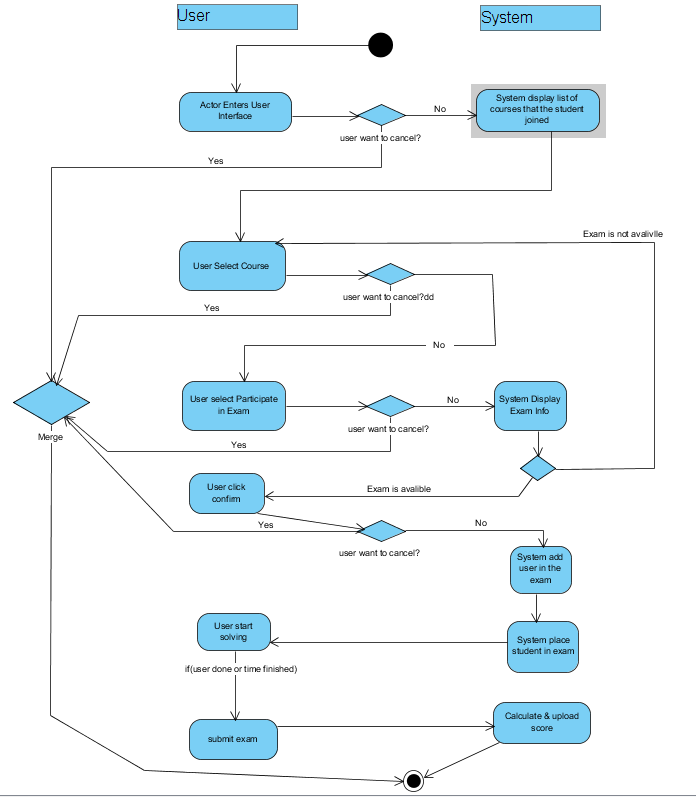 User
System
Actor Enters User
Interface
No
System display list of
courses that the student
joined
user want to cancel?
Yes
Exam is not avalivlle
User Select Course
user want to cancel?dd
Yes
No
User select Participate
in Exam
No
System Display
Exam Info
user want to cancel?
Merge
Yes
User click
confirm
Exam is avalible
Yes
No
user want to cancel?
System add
user in the
exam
User start
solving
System place
student in exam
if(user done or time finished)
submit exam
Calculate & upload
score